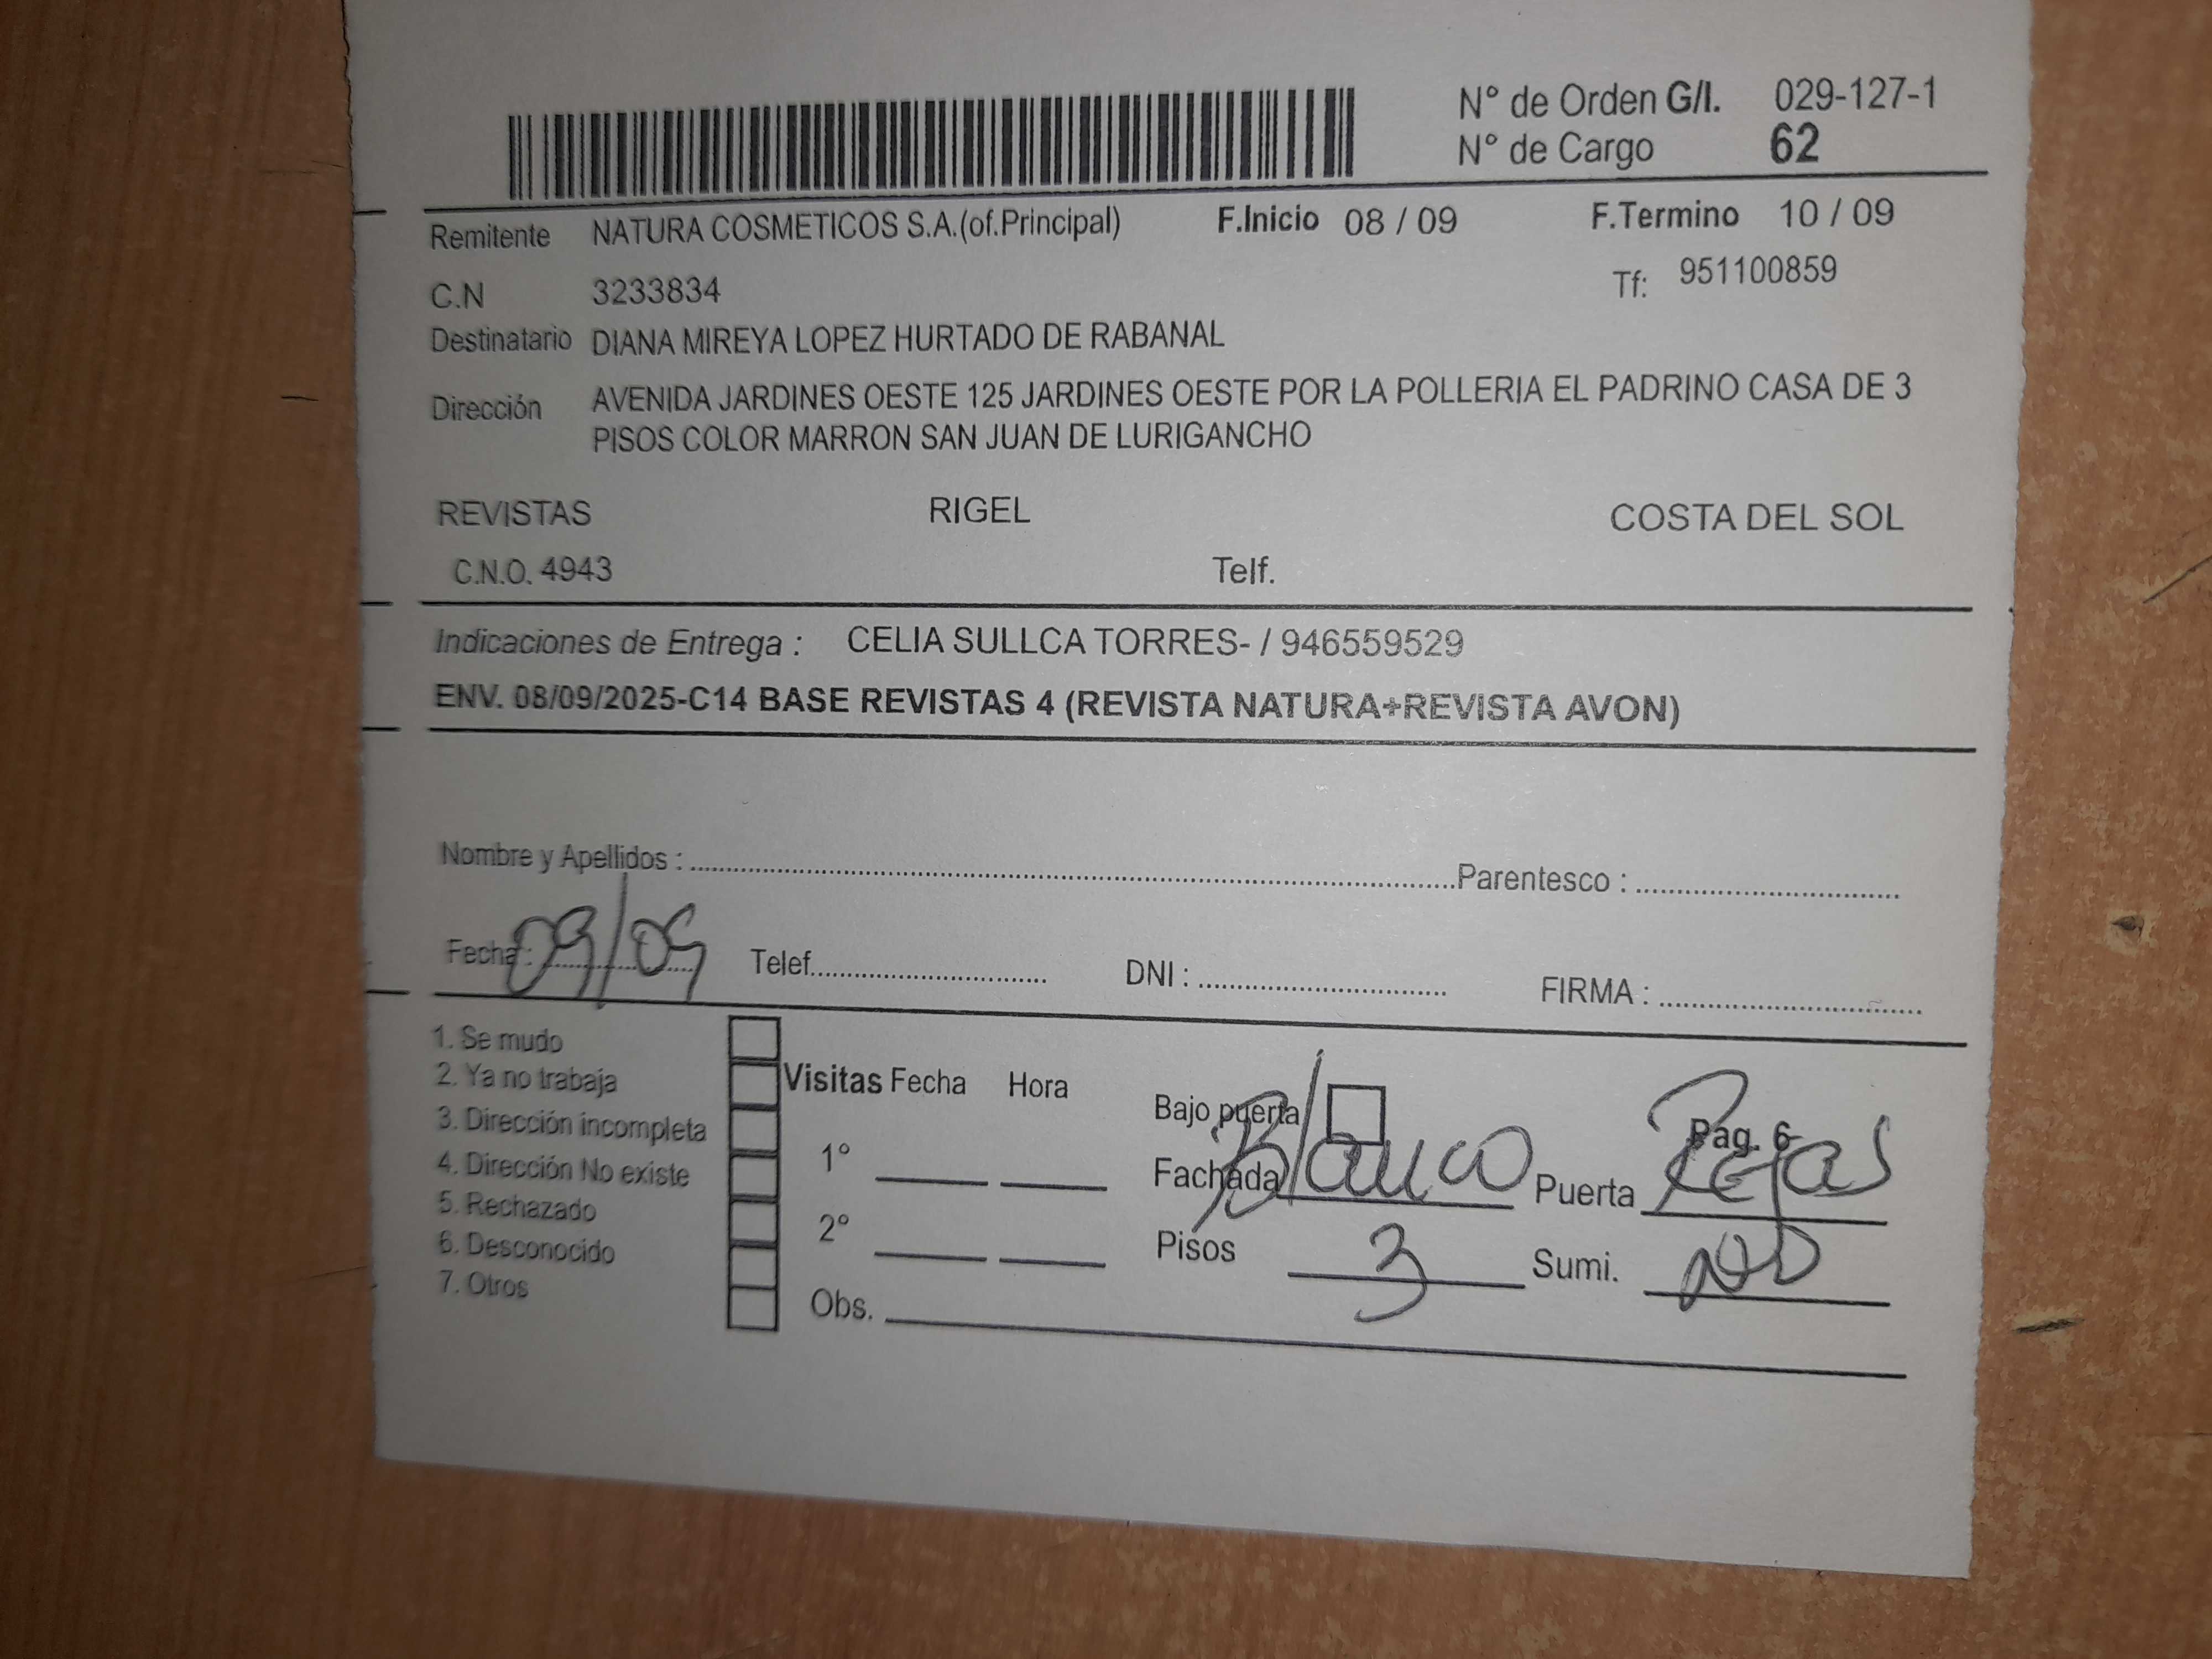 N° de Orden G/I. 029-127-1
N° de Cargo 62
Remitente NATURA COSMETICOS S.A.(of.Principal) F.Inicio 08 / 09 F.Termino 10 / 09
C.N 3233834 Tf: 951100859
Destinatario DIANA MIREYA LOPEZ HURTADO DE RABANAL
Dirección AVENIDA JARDINES OESTE 125 JARDINES OESTE POR LA POLLERIA EL PADRINO CASA DE 3
PISOS COLOR MARRON SAN JUAN DE LURIGANCHO
REVISTAS RIGEL COSTA DEL SOL
C.N.O. 4943 Telf.
Indicaciones de Entrega : CELIA SULLCA TORRES- / 946559529
ENV. 08/09/2025-C14 BASE REVISTAS 4 (REVISTA NATURA+REVISTA AVON)
Nombre y Apellidos : Parentesco :
Fecha : 09/09 Telef. DNI : FIRMA :
1. Se mudo
2. Ya no trabaja Visitas Fecha Hora Bajo puerta Pag. 6
3. Dirección incompleta 1° Fachada Blanco Puerta Rejas
4. Dirección No existe
5. Rechazado 2° Pisos 3 Sumi. NO
6. Desconocido
7. Otros Obs.